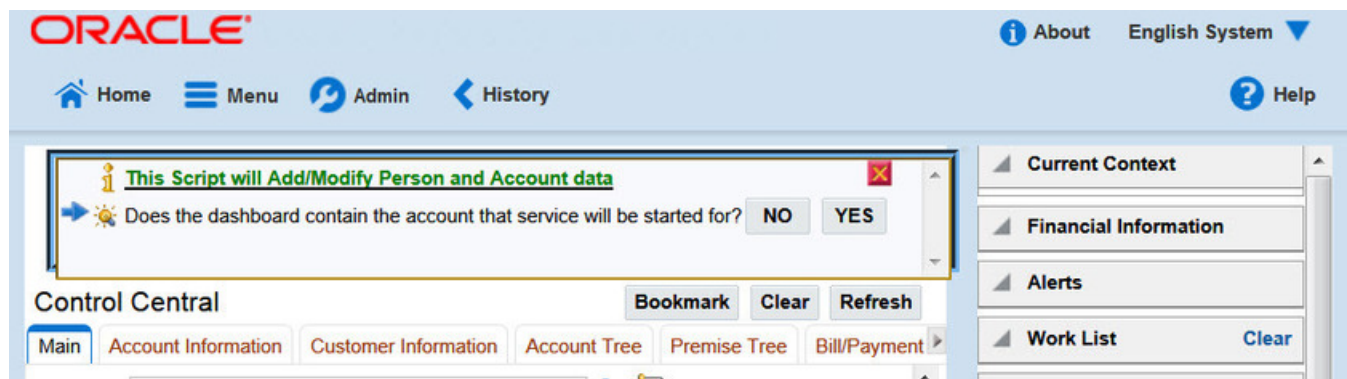 ORACLE
About English System
Home Menu Admin History
Help
This Script will Add/Modify Person and Account data
Does the dashboard contain the account that service will be started for? NO YES
Control Central
Bookmark Clear Refresh
Main Account Information Customer Information Account Tree Premise Tree Bill/Payment
Current Context
Financial Information
Alerts
Work List Clear